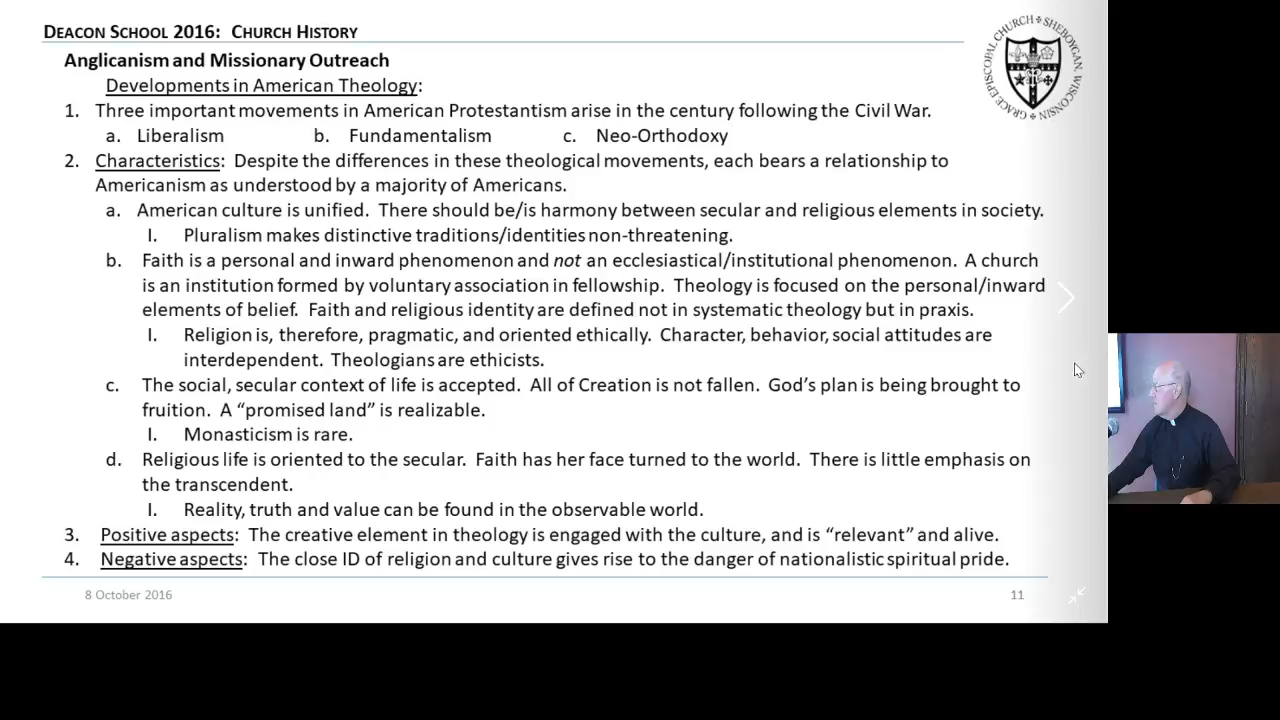 DEACON SCHOOL 2016: CHURCH HISTORY
GRACE EPISCOPAL CHURCH ✦ SHEBOYGAN, WISCONSIN ✦
Anglicanism and Missionary Outreach
Developments in American Theology:
1. Three important movements in American Protestantism arise in the century following the Civil War.
a. Liberalism b. Fundamentalism c. Neo-Orthodoxy
2. Characteristics: Despite the differences in these theological movements, each bears a relationship to
Americanism as understood by a majority of Americans.
a. American culture is unified. There should be/is harmony between secular and religious elements in society.
I. Pluralism makes distinctive traditions/identities non-threatening.
b. Faith is a personal and inward phenomenon and not an ecclesiastical/institutional phenomenon. A church
is an institution formed by voluntary association in fellowship. Theology is focused on the personal/inward
elements of belief. Faith and religious identity are defined not in systematic theology but in praxis.
I. Religion is, therefore, pragmatic, and oriented ethically. Character, behavior, social attitudes are
interdependent. Theologians are ethicists.
c. The social, secular context of life is accepted. All of Creation is not fallen. God's plan is being brought to
fruition. A "promised land" is realizable.
I. Monasticism is rare.
d. Religious life is oriented to the secular. Faith has her face turned to the world. There is little emphasis on
the transcendent.
I. Reality, truth and value can be found in the observable world.
3. Positive aspects: The creative element in theology is engaged with the culture, and is "relevant" and alive.
4. Negative aspects: The close ID of religion and culture gives rise to the danger of nationalistic spiritual pride.
8 October 2016 11